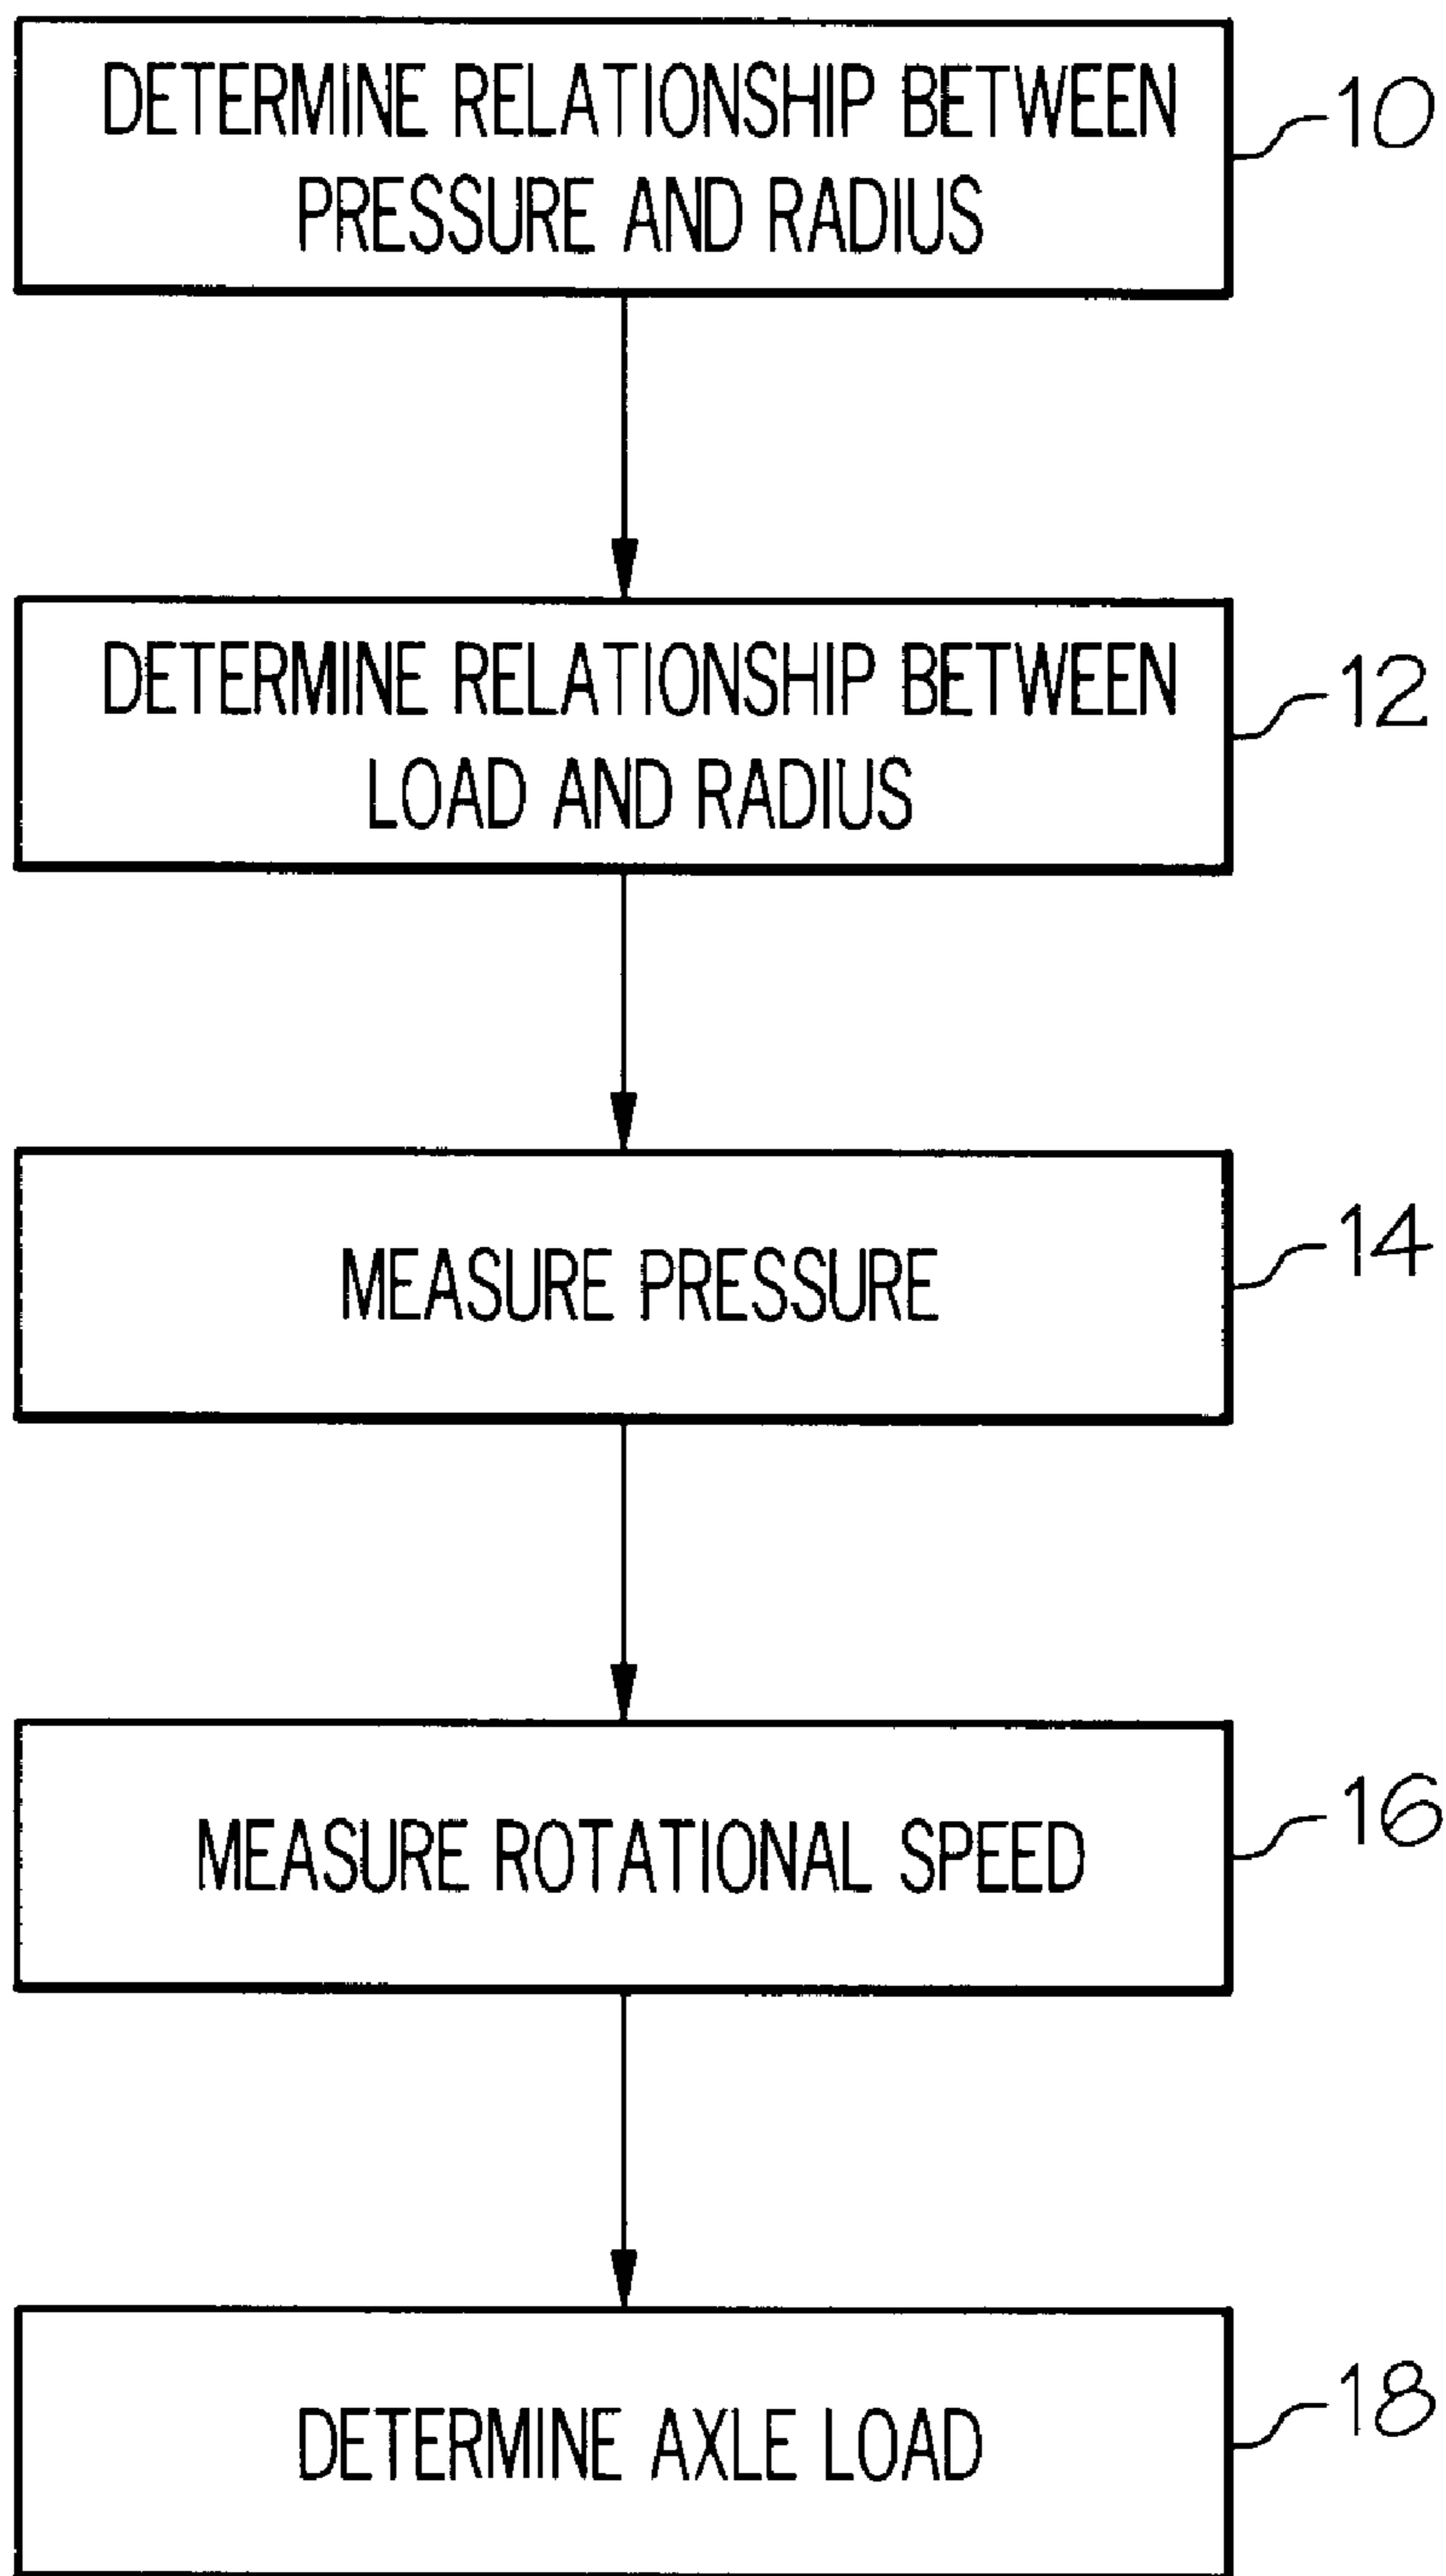 DETERMINE RELATIONSHIP BETWEEN
PRESSURE AND RADIUS
10
DETERMINE RELATIONSHIP BETWEEN
LOAD AND RADIUS
12
MEASURE PRESSURE
14
MEASURE ROTATIONAL SPEED
16
DETERMINE AXLE LOAD
18